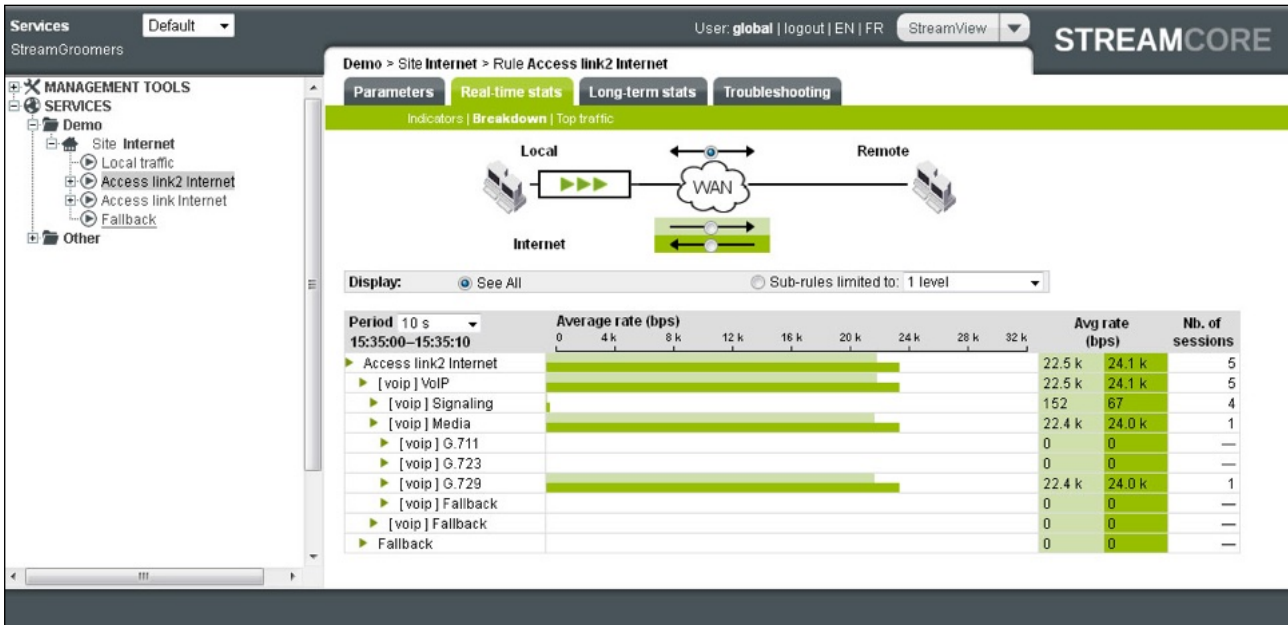 Services Default
StreamGroomers
User: global | logout | EN | FR StreamView
STREAMCORE
MANAGEMENT TOOLS
SERVICES
Demo
Site Internet
Local traffic
Access link2 Internet
Access link Internet
Fallback
Other
Demo > Site Internet > Rule Access link2 Internet
Parameters Real-time stats Long-term stats Troubleshooting
Indicators | Breakdown | Top traffic
Local Remote
WAN
Internet
Display: See All Sub-rules limited to: 1 level
Period 10 s Average rate (bps) Avg rate Nb. of
0 4 k 8 k 12 k 16 k 20 k 24 k 28 k 32 k
15:35:00–15:35:10 (bps) sessions
Access link2 Internet 22.5 k 24.1 k 5
[voip] VoIP 22.5 k 24.1 k 5
[voip] Signaling 152 67 4
[voip] Media 22.4 k 24.0 k 1
[voip] G.711 0 0 —
[voip] G.723 0 0 —
[voip] G.729 22.4 k 24.0 k 1
[voip] Fallback 0 0 —
[voip] Fallback 0 0 —
Fallback 0 0 —